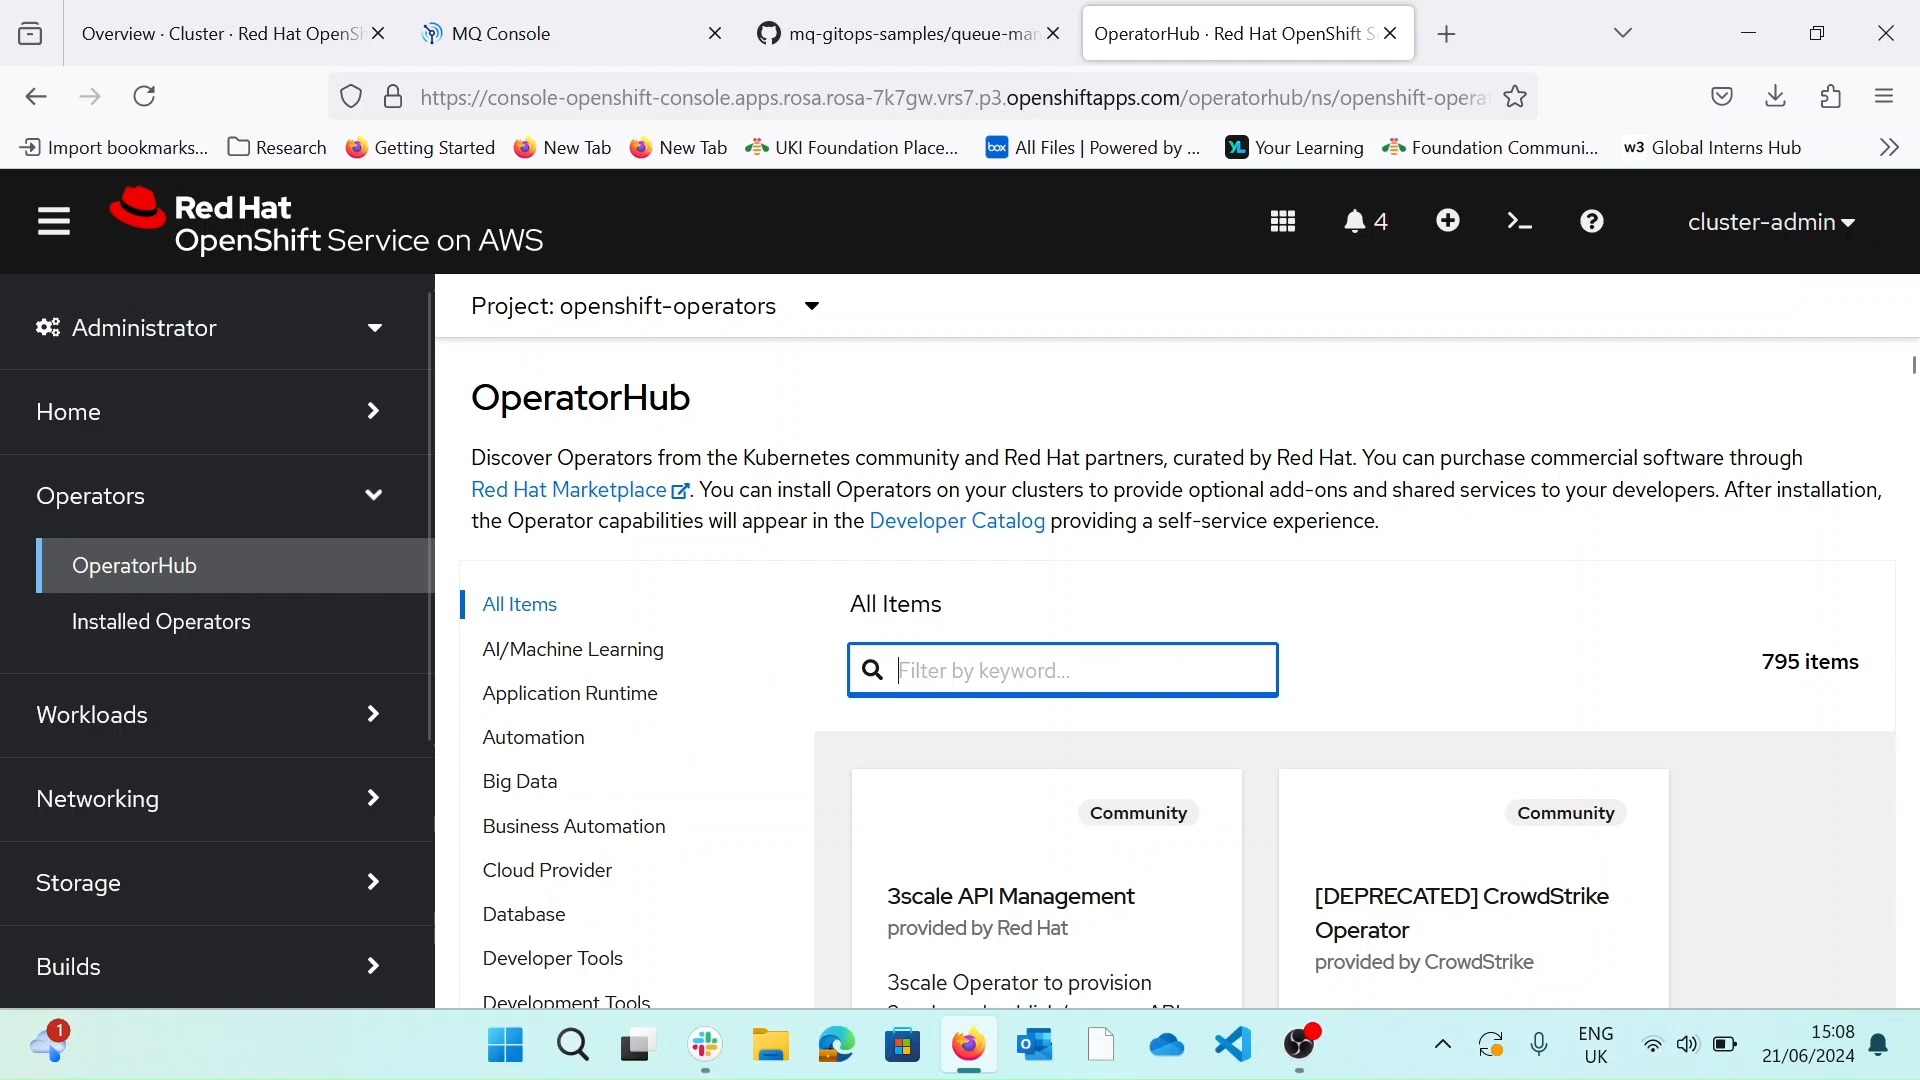 Overview · Cluster · Red Hat OpenSh
MQ Console
mq-gitops-samples/queue-man
OperatorHub · Red Hat OpenShift S
https://console-openshift-console.apps.rosa.rosa-7k7gw.vrs7.p3.openshiftapps.com/operatorhub/ns/openshift-opera
Import bookmarks...
Research
Getting Started
New Tab
New Tab
UKI Foundation Place...
box
All Files | Powered by ...
YL
Your Learning
Foundation Communi...
w3
Global Interns Hub
Red Hat
OpenShift Service on AWS
4
cluster-admin
Administrator
Home
Operators
OperatorHub
Installed Operators
Workloads
Networking
Storage
Builds
Project: openshift-operators
OperatorHub
Discover Operators from the Kubernetes community and Red Hat partners, curated by Red Hat. You can purchase commercial software through
Red Hat Marketplace. You can install Operators on your clusters to provide optional add-ons and shared services to your developers. After installation,
the Operator capabilities will appear in the Developer Catalog providing a self-service experience.
All Items
AI/Machine Learning
Application Runtime
Automation
Big Data
Business Automation
Cloud Provider
Database
Developer Tools
Development Tools
All Items
Filter by keyword...
795 items
Community
3scale API Management
provided by Red Hat
3scale Operator to provision
Community
[DEPRECATED] CrowdStrike
Operator
provided by CrowdStrike
1
ENG
UK
15:08
21/06/2024